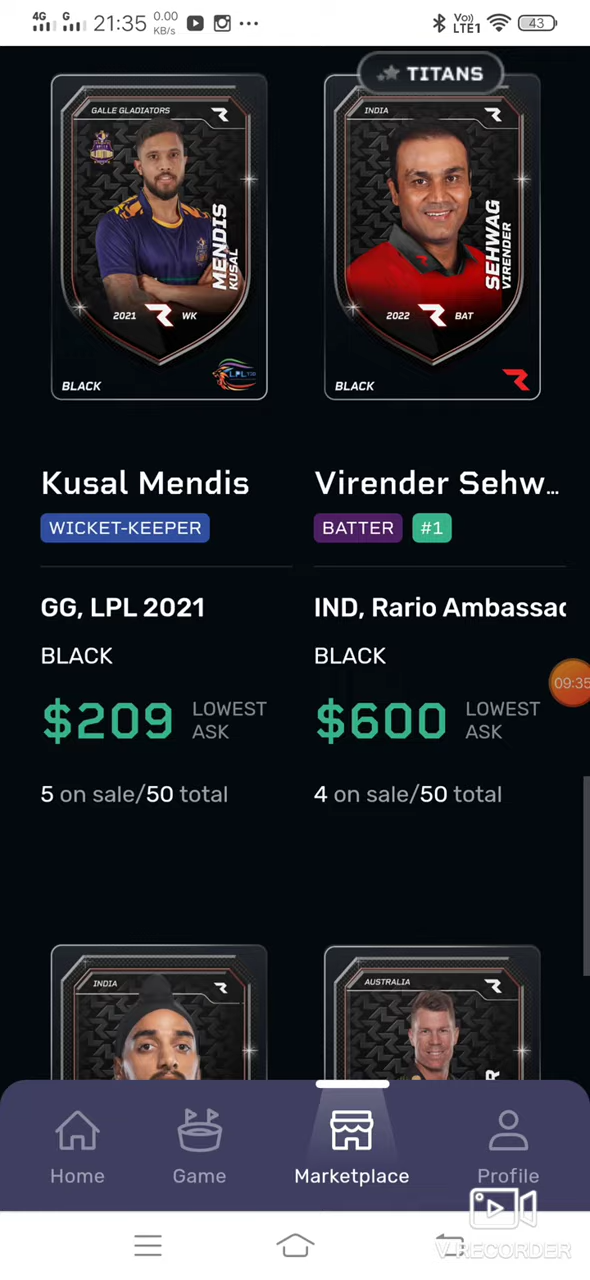 4G G 21:35 0.00 KB/s Vo)) LTE1 43
TITANS
GALLE GLADIATORS
MENDIS
KUSAL
2021 WK
BLACK
INDIA
SEHWAG
VIRENDER
2022 BAT
BLACK
Kusal Mendis
WICKET-KEEPER
GG, LPL 2021
BLACK
$209 LOWEST ASK
5 on sale/50 total
Virender Sehw...
BATTER #1
IND, Rario Ambassac
BLACK
$600 LOWEST ASK
4 on sale/50 total
09:35
INDIA
AUSTRALIA
Home
Game
Marketplace
Profile
V RECORDER